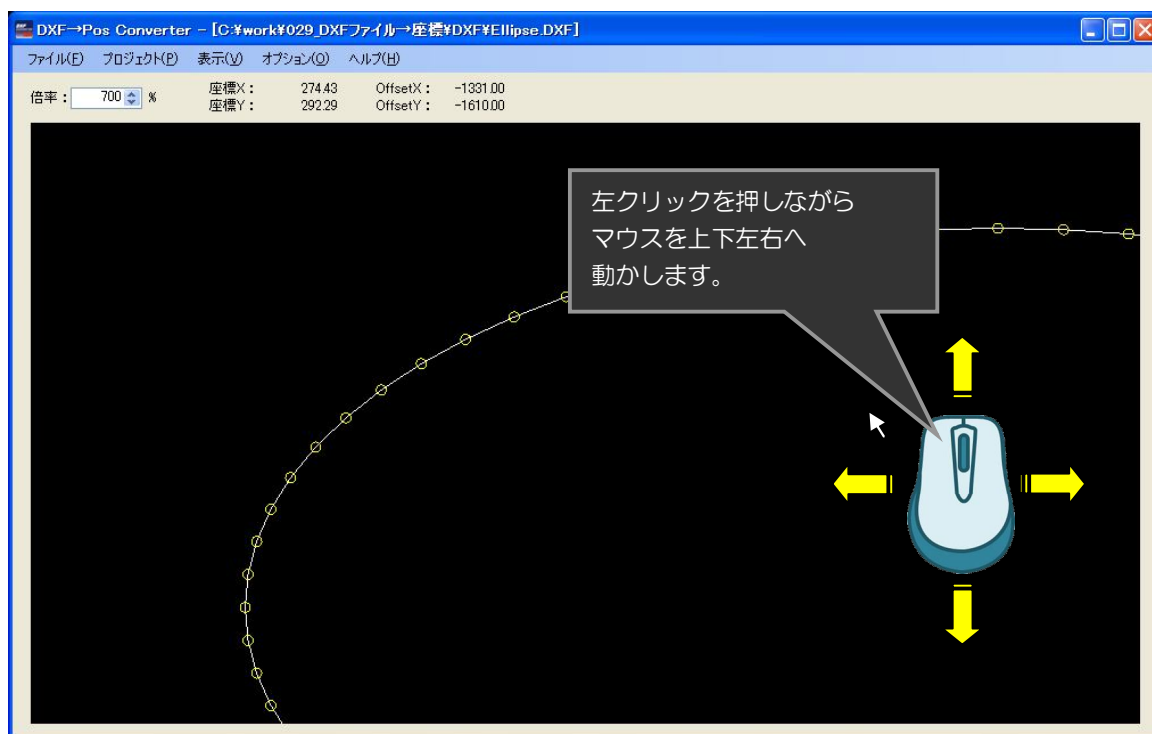 DXF→Pos Converter - [C:¥work¥029_DXFファイル→座標¥DXF¥Ellipse.DXF]
ファイル(F) プロジェクト(P) 表示(V) オプション(O) ヘルプ(H)
倍率： 700 %
座標X： 274.43 OffsetX： -1331.00
座標Y： 292.29 OffsetY： -1610.00
左クリックを押しながら
マウスを上下左右へ
動かします。